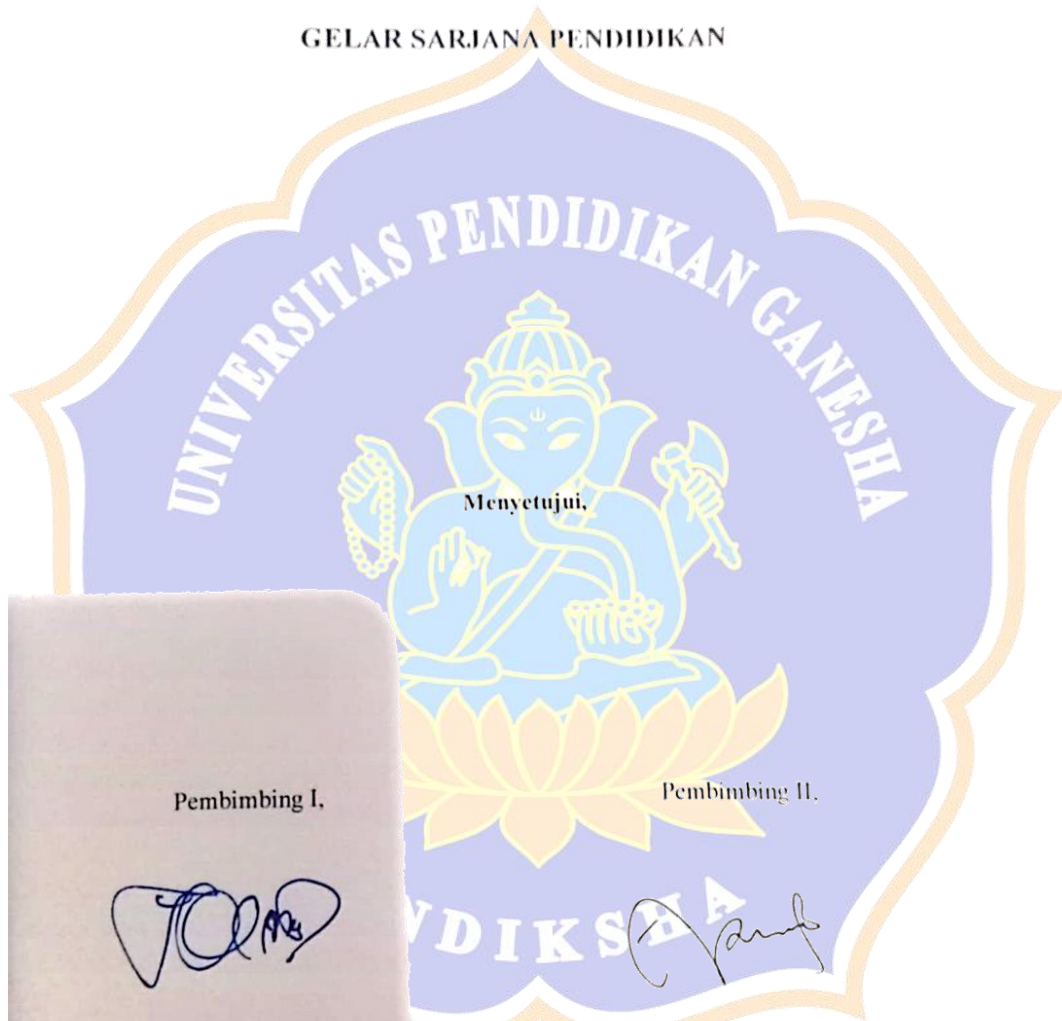 GELAR SARJANA PENDIDIKAN
UNIVERSITAS PENDIDIKAN GANESHA
Menyetujui,
Pembimbing I,
Pembimbing II,
NDIKSHA